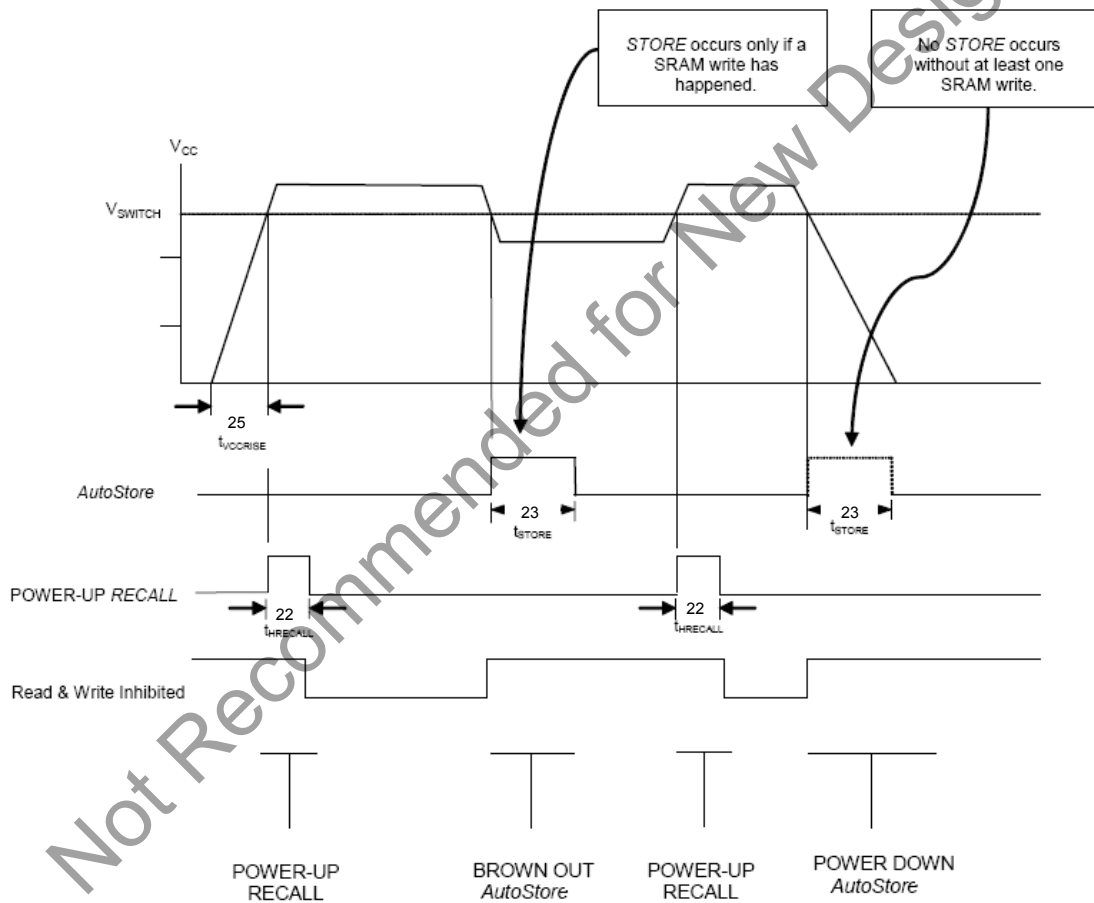 STORE occurs only if a
SRAM write has
happened.
No STORE occurs
without at least one
SRAM write.
VCC
VSWITCH
25
tVCCRISE
AutoStore
23
tSTORE
23
tSTORE
POWER-UP RECALL
22
tHRECALL
22
tHRECALL
Read & Write Inhibited
POWER-UP
RECALL
BROWN OUT
AutoStore
POWER-UP
RECALL
POWER DOWN
AutoStore
Not Recommended for New Design